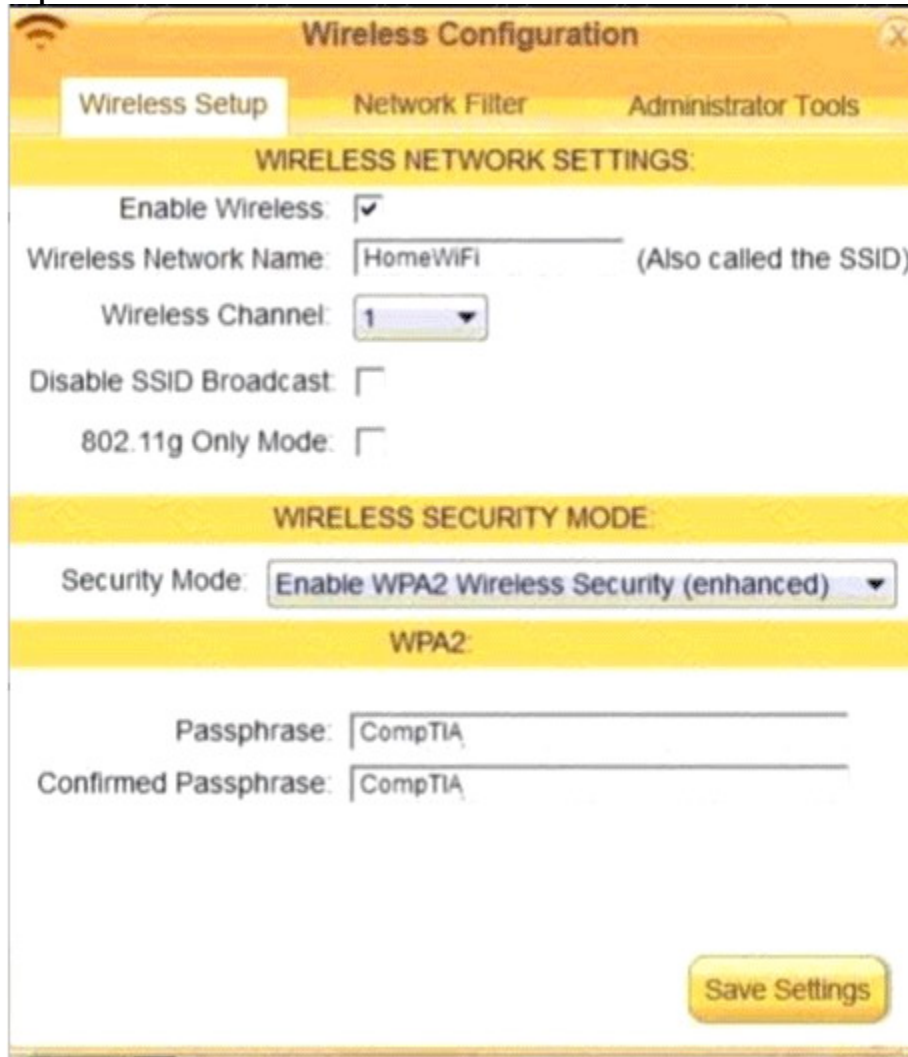 Wireless Configuration X
Wireless Setup Network Filter Administrator Tools
WIRELESS NETWORK SETTINGS:
Enable Wireless:
Wireless Network Name: HomeWiFi (Also called the SSID)
Wireless Channel: 1
Disable SSID Broadcast:
802.11g Only Mode:
WIRELESS SECURITY MODE:
Security Mode: Enable WPA2 Wireless Security (enhanced)
WPA2:
Passphrase: CompTIA
Confirmed Passphrase: CompTIA
Save Settings